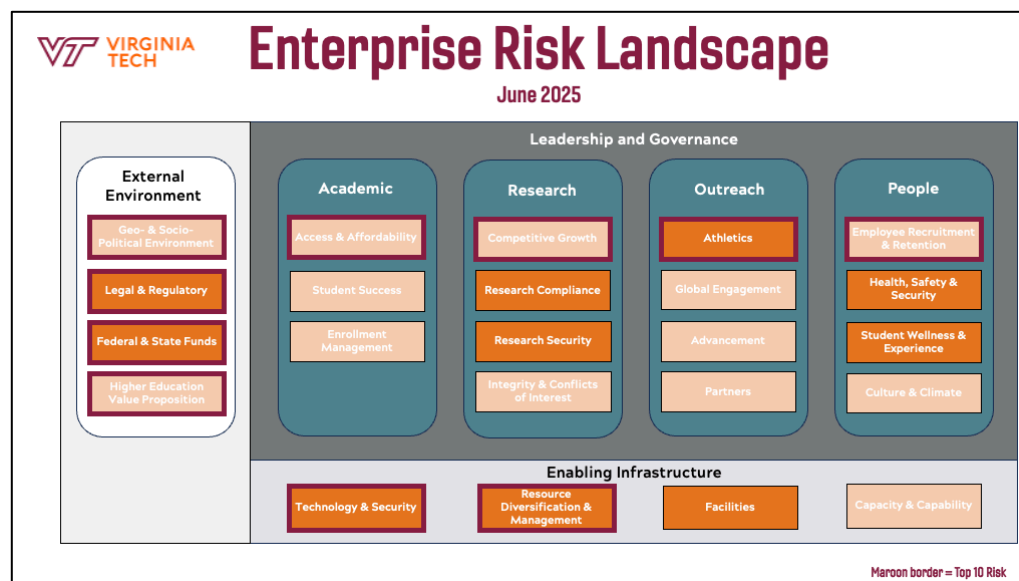 VT VIRGINIA
TECH
Enterprise Risk Landscape
June 2025
Leadership and Governance
External
Environment
Geo- & Socio-
Political Environment
Legal & Regulatory
Federal & State Funds
Higher Education
Value Proposition
Academic
Access & Affordability
Student Success
Enrollment
Management
Research
Competitive Growth
Research Compliance
Research Security
Integrity & Conflicts
of Interest
Outreach
Athletics
Global Engagement
Advancement
Partners
People
Employee Recruitment
& Retention
Health, Safety &
Security
Student Wellness &
Experience
Culture & Climate
Enabling Infrastructure
Technology & Security
Resource
Diversification &
Management
Facilities
Capacity & Capability
Maroon border = Top 10 Risk